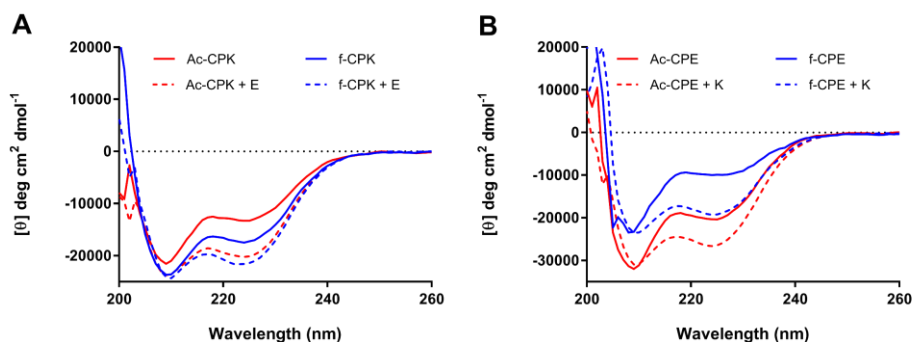 A
B
Ac-CPK
f-CPK
Ac-CPK + E
f-CPK + E
Ac-CPE
f-CPE
Ac-CPE + K
f-CPE + K
20000
10000
0
-10000
-20000
[θ] deg cm² dmol⁻¹
200
220
240
260
Wavelength (nm)
20000
10000
0
-10000
-20000
-30000
[θ] deg cm² dmol⁻¹
200
220
240
260
Wavelength (nm)